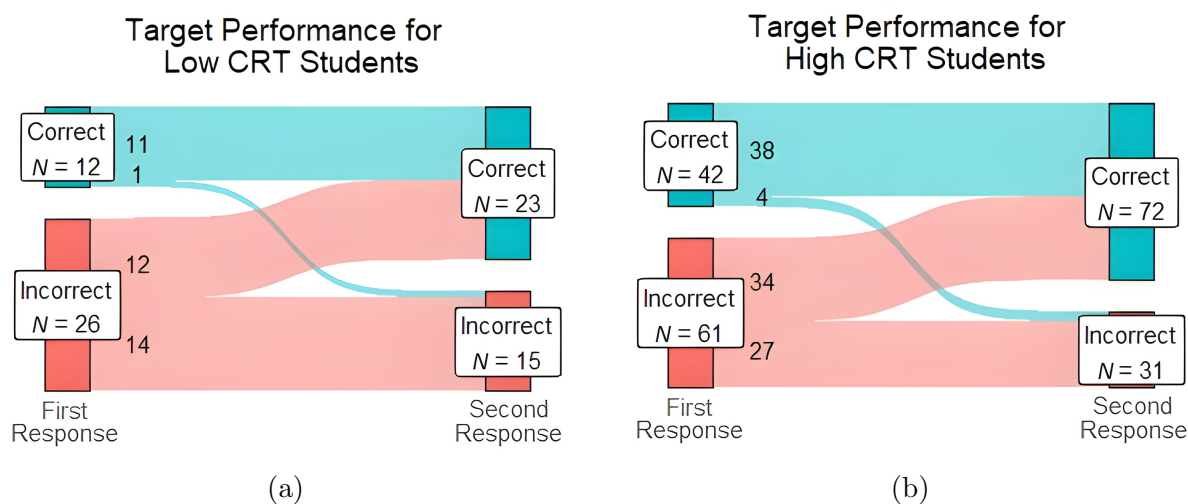 Target Performance for
Low CRT Students
Correct
N = 12
11
1
Correct
N = 23
12
Incorrect
N = 26
14
Incorrect
N = 15
First
Response
Second
Response
(a)
Target Performance for
High CRT Students
Correct
N = 42
38
4
Correct
N = 72
34
Incorrect
N = 61
27
Incorrect
N = 31
First
Response
Second
Response
(b)